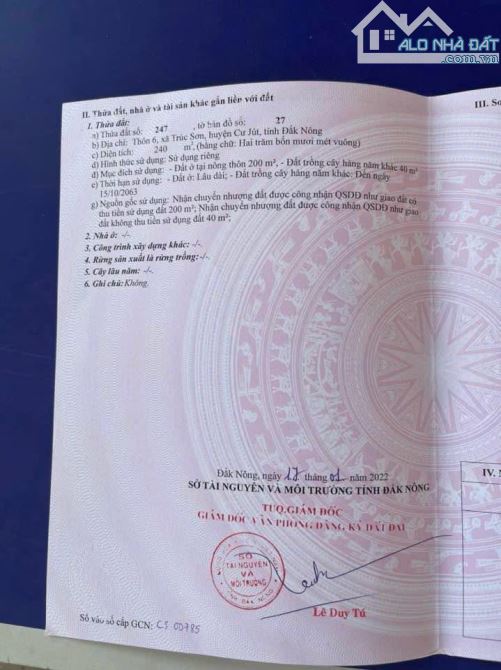 ALO NHÀ ĐẤT
.com.vn
II. Thửa đất, nhà ở và tài sản khác gắn liền với đất
III. Sơ
1. Thửa đất:
a) Thửa đất số: 247 , tờ bản đồ số: 27
b) Địa chỉ: Thôn 6, xã Trúc Sơn, huyện Cư Jút, tỉnh Đắk Nông
c) Diện tích: 240 m², (bằng chữ: Hai trăm bốn mươi mét vuông)
d) Hình thức sử dụng: Sử dụng riêng
đ) Mục đích sử dụng: - Đất ở tại nông thôn 200 m², - Đất trồng cây hàng năm khác 40 m²
e) Thời hạn sử dụng: - Đất ở: Lâu dài; - Đất trồng cây hàng năm khác: Đến ngày
15/10/2063
g) Nguồn gốc sử dụng: Nhận chuyển nhượng đất được công nhận QSDĐ như giao đất có
thu tiền sử dụng đất 200 m²; Nhận chuyển nhượng đất được công nhận QSDĐ như giao
đất không thu tiền sử dụng đất 40 m²;
2. Nhà ở: -/-
3. Công trình xây dựng khác: -/-
4. Rừng sản xuất là rừng trồng: -/-
5. Cây lâu năm: -/-
6. Ghi chú: Không.
Đắk Nông, ngày 17 tháng 01 năm 2022
SỞ TÀI NGUYÊN VÀ MÔI TRƯỜNG TỈNH ĐẮK NÔNG
IV.
TUQ.GIÁM ĐỐC
GIÁM ĐỐC VĂN PHÒNG ĐĂNG KÝ ĐẤT ĐAI
SỞ
TÀI NGUYÊN
VÀ
MÔI TRƯỜNG
TỈNH ĐẮK NÔNG
Lê Duy Tú
Số vào sổ cấp GCN: CS 00785